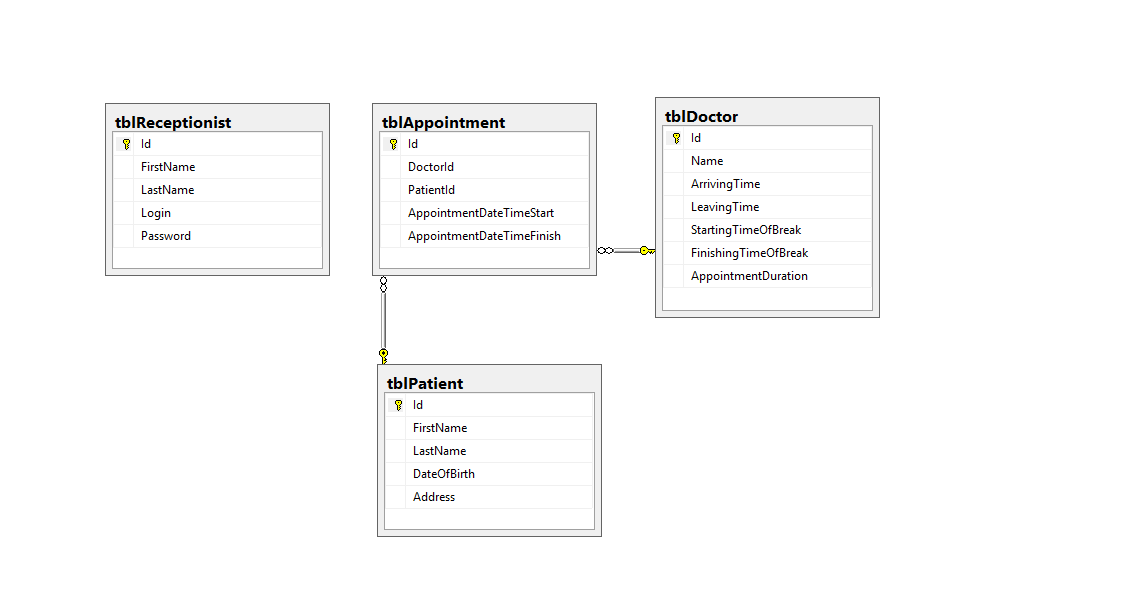 tblReceptionist
Id
FirstName
LastName
Login
Password
tblAppointment
Id
DoctorId
PatientId
AppointmentDateTimeStart
AppointmentDateTimeFinish
tblDoctor
Id
Name
ArrivingTime
LeavingTime
StartingTimeOfBreak
FinishingTimeOfBreak
AppointmentDuration
tblPatient
Id
FirstName
LastName
DateOfBirth
Address